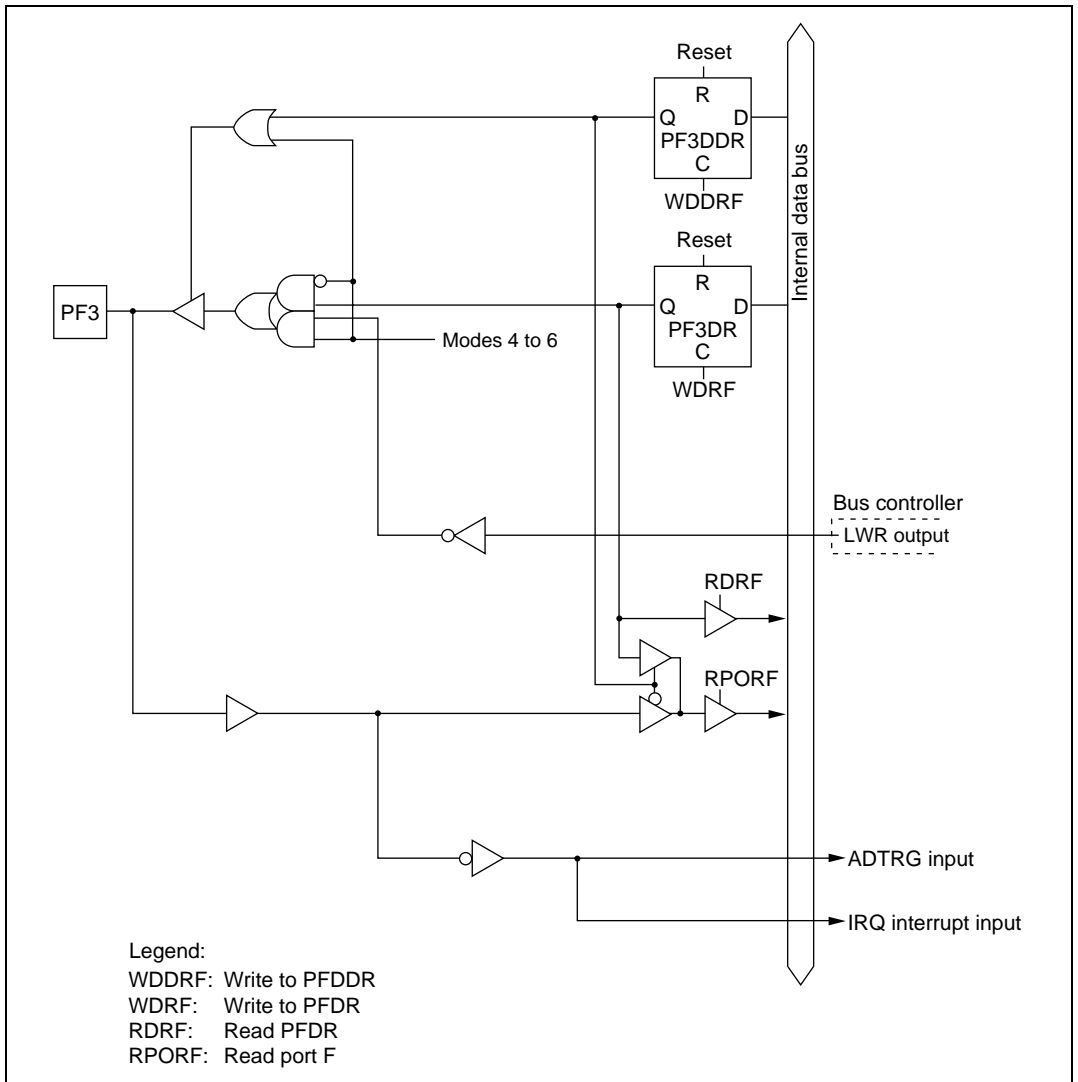 Reset
R
Q D
PF3DDR
C
WDDRF
Internal data bus
Reset
R
Q D
PF3DR
C
WDRF
PF3
Modes 4 to 6
Bus controller
LWR output
RDRF
RPORF
ADTRG input
IRQ interrupt input
Legend:
WDDRF: Write to PFDDR
WDRF: Write to PFDR
RDRF: Read PFDR
RPORF: Read port F